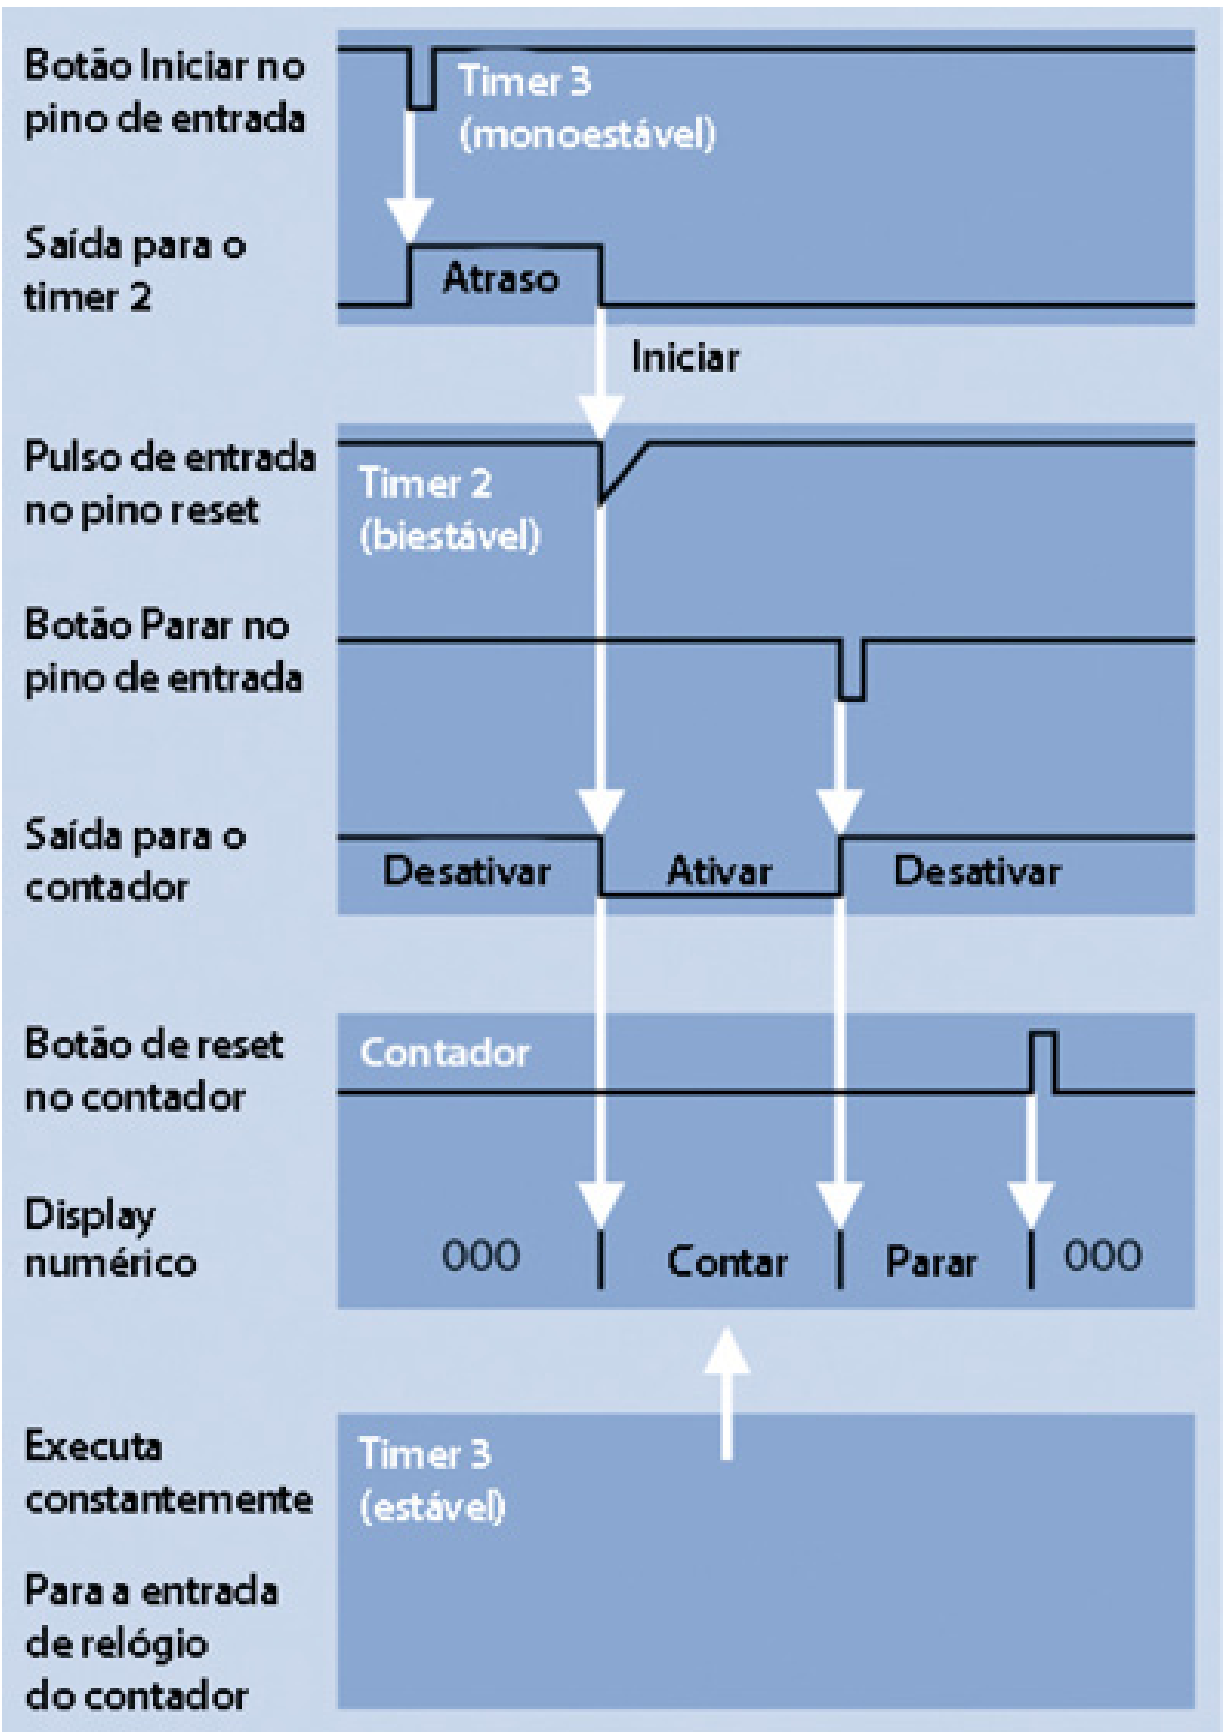 Botão Iniciar no
pino de entrada
Timer 3
(monoestável)
Saída para o
timer 2
Atraso
Iniciar
Pulso de entrada
no pino reset
Timer 2
(biestável)
Botão Parar no
pino de entrada
Saída para o
contador
Desativar
Ativar
Desativar
Botão de reset
no contador
Contador
Display
numérico
000
Contar
Parar
000
Executa
constantemente
Timer 3
(estável)
Para a entrada
de relógio
do contador